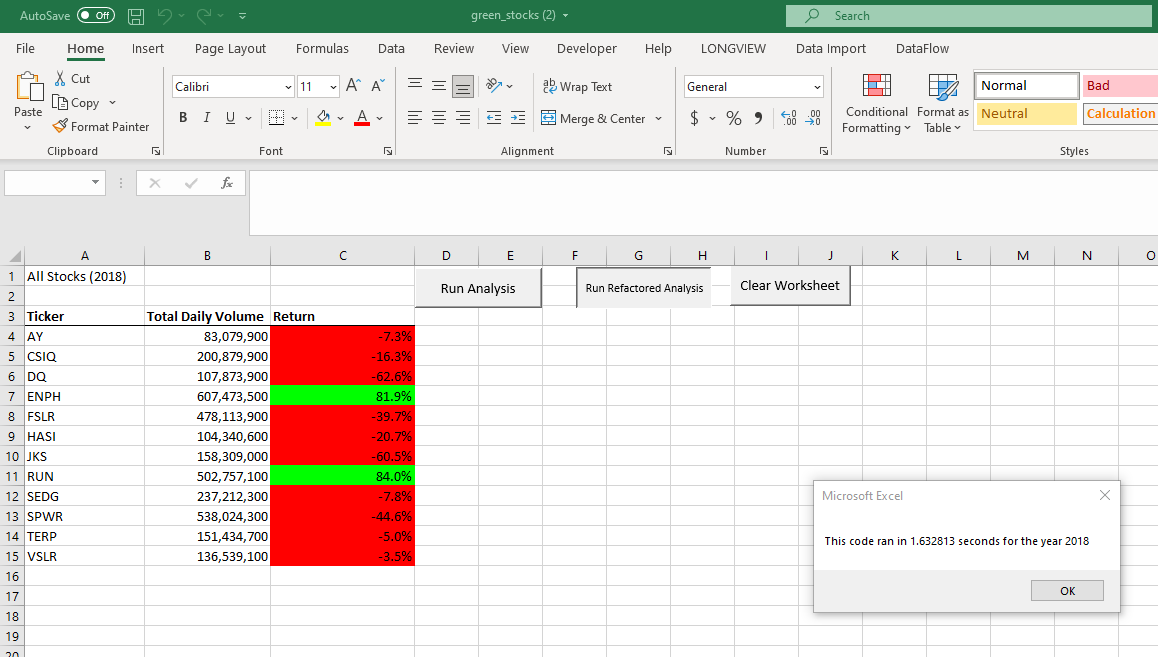 AutoSave Off green_stocks (2) Search
File Home Insert Page Layout Formulas Data Review View Developer Help LONGVIEW Data Import DataFlow
Paste Cut Copy Format Painter
Clipboard
Calibri 11 A A
B I U A
Font
ab Wrap Text
Merge & Center
Alignment
General
$ % 9 .00 .00
Number
Conditional Formatting
Format as Table
Normal Bad
Neutral Calculation
Styles
fx
A B C D E F G H I J K L M N O
1 All Stocks (2018) Run Analysis Run Refactored Analysis Clear Worksheet
2
3 Ticker Total Daily Volume Return
4 AY 83,079,900 -7.3%
5 CSIQ 200,879,900 -16.3%
6 DQ 107,873,900 -62.6%
7 ENPH 607,473,500 81.9%
8 FSLR 478,113,900 -39.7%
9 HASI 104,340,600 -20.7%
10 JKS 158,309,000 -60.5%
11 RUN 502,757,100 84.0%
12 SEDG 237,212,300 -7.8%
13 SPWR 538,024,300 -44.6%
14 TERP 151,434,700 -5.0%
15 VSLR 136,539,100 -3.5%
16
17
18
19
20
Microsoft Excel
This code ran in 1.632813 seconds for the year 2018
OK